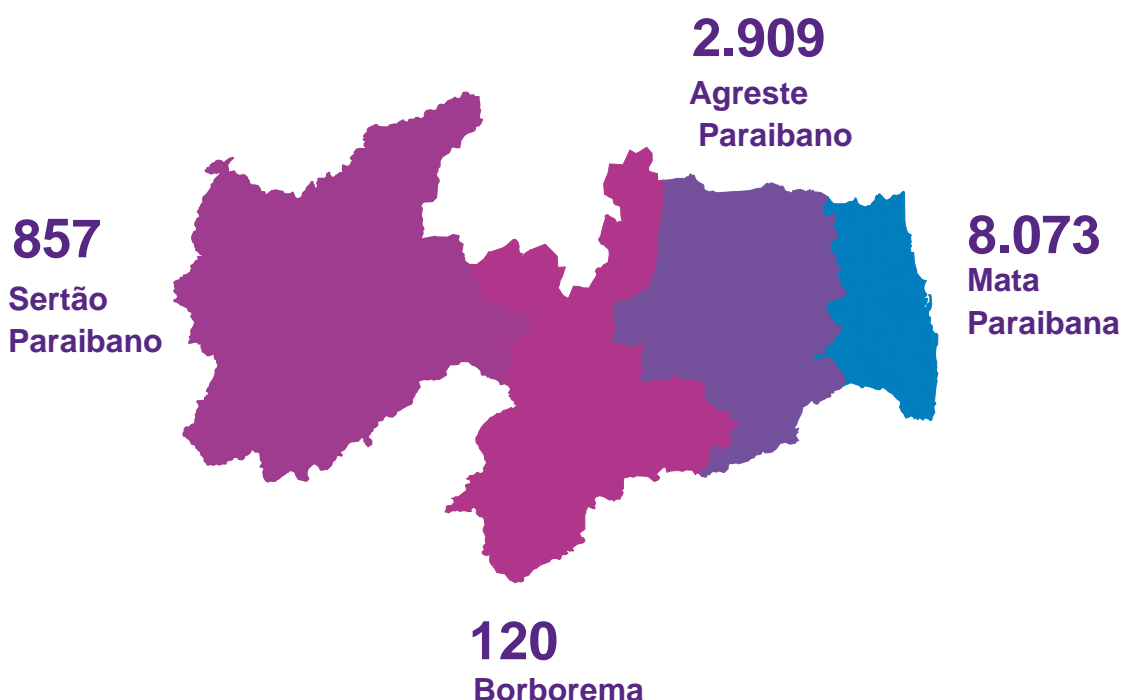 2.909
Agreste
Paraibano
857
Sertão
Paraibano
8.073
Mata
Paraibana
120
Borborema